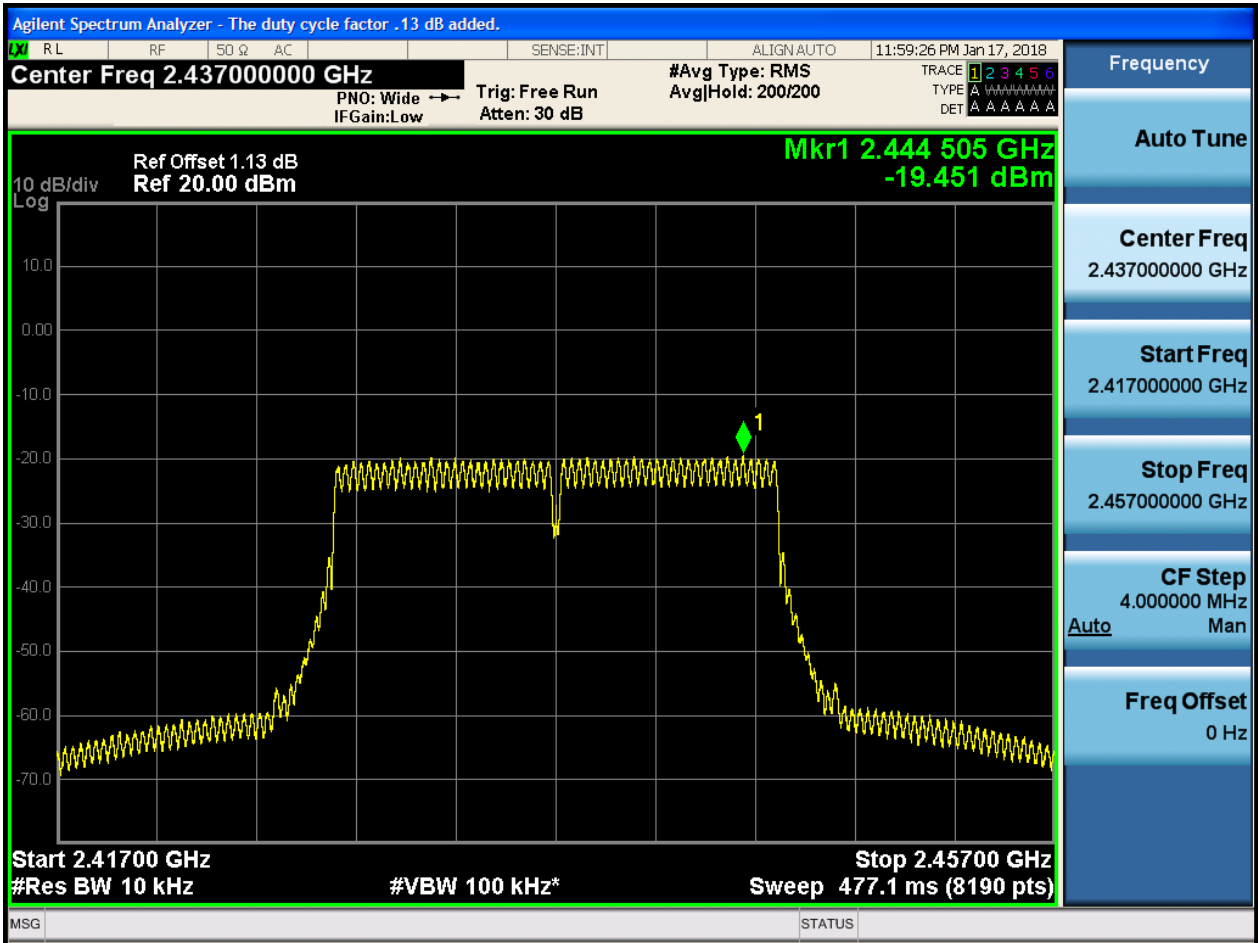 Agilent Spectrum Analyzer - The duty cycle factor .13 dB added.
LXI RL RF 50 Ω AC SENSE:INT ALIGN AUTO 11:59:26 PM Jan 17, 2018
Center Freq 2.437000000 GHz
PNO: Wide
IFGain:Low
Trig: Free Run
Atten: 30 dB
#Avg Type: RMS
Avg|Hold: 200/200
TRACE 1 2 3 4 5 6
TYPE A WWWWW
DET A A A A A A
Mkr1 2.444 505 GHz
-19.451 dBm
Ref Offset 1.13 dB
10 dB/div Ref 20.00 dBm
Log
10.0
0.00
-10.0
1
-20.0
-30.0
-40.0
-50.0
-60.0
-70.0
Start 2.41700 GHz Stop 2.45700 GHz
#Res BW 10 kHz #VBW 100 kHz* Sweep 477.1 ms (8190 pts)
MSG STATUS
Frequency
Auto Tune
Center Freq
2.437000000 GHz
Start Freq
2.417000000 GHz
Stop Freq
2.457000000 GHz
CF Step
4.000000 MHz
Auto Man
Freq Offset
0 Hz